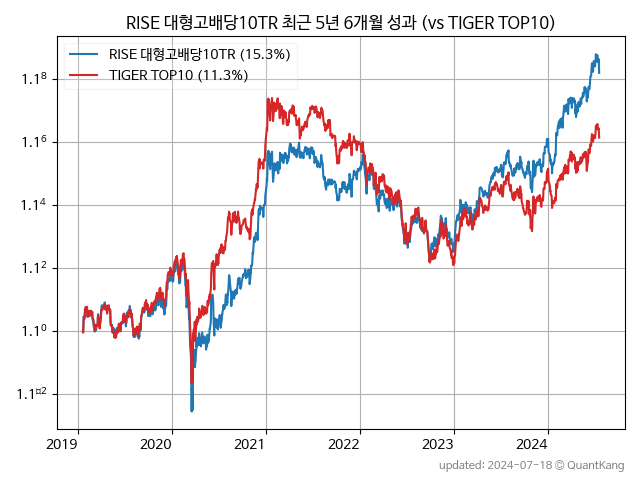 RISE 대형고배당10TR 최근 5년 6개월 성과 (vs TIGER TOP10)
RISE 대형고배당10TR (15.3%)
TIGER TOP10 (11.3%)
1.1⁸
1.1⁶
1.1⁴
1.1²
1.1⁰
1.1¤²
2019 2020 2021 2022 2023 2024
updated: 2024-07-18 © QuantKang